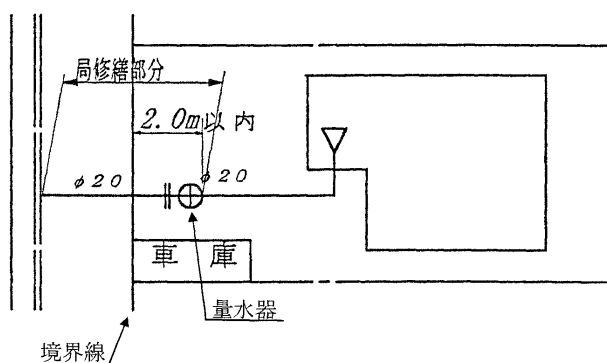 局修繕部分
2.0m以内
φ20
φ20
車庫
量水器
境界線